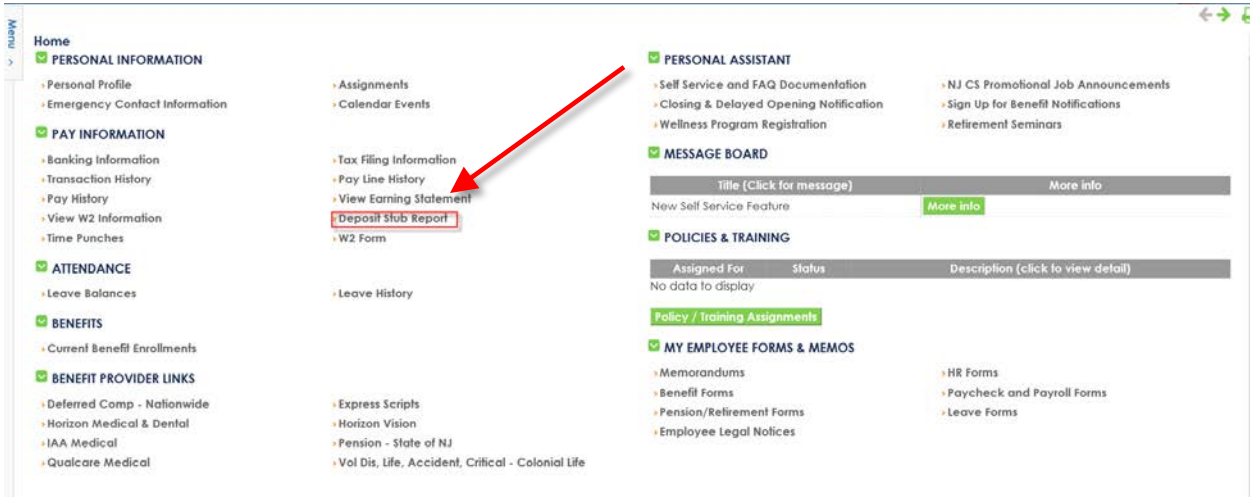 Menu >
Home
PERSONAL INFORMATION
Personal Profile
Assignments
Emergency Contact Information
Calendar Events
PAY INFORMATION
Banking Information
Tax Filing Information
Transaction History
Pay Line History
Pay History
View Earning Statement
View W2 Information
Deposit Stub Report
Time Punches
W2 Form
ATTENDANCE
Leave Balances
Leave History
BENEFITS
Current Benefit Enrollments
BENEFIT PROVIDER LINKS
Deferred Comp - Nationwide
Express Scripts
Horizon Medical & Dental
Horizon Vision
IAA Medical
Pension - State of NJ
Qualcare Medical
Vol Dis, Life, Accident, Critical - Colonial Life
PERSONAL ASSISTANT
Self Service and FAQ Documentation
NJ CS Promotional Job Announcements
Closing & Delayed Opening Notification
Sign Up for Benefit Notifications
Wellness Program Registration
Retirement Seminars
MESSAGE BOARD
Title (Click for message) More info
New Self Service Feature More info
POLICIES & TRAINING
Assigned For Status Description (click to view detail)
No data to display
Policy / Training Assignments
MY EMPLOYEE FORMS & MEMOS
Memorandums
HR Forms
Benefit Forms
Paycheck and Payroll Forms
Pension/Retirement Forms
Leave Forms
Employee Legal Notices